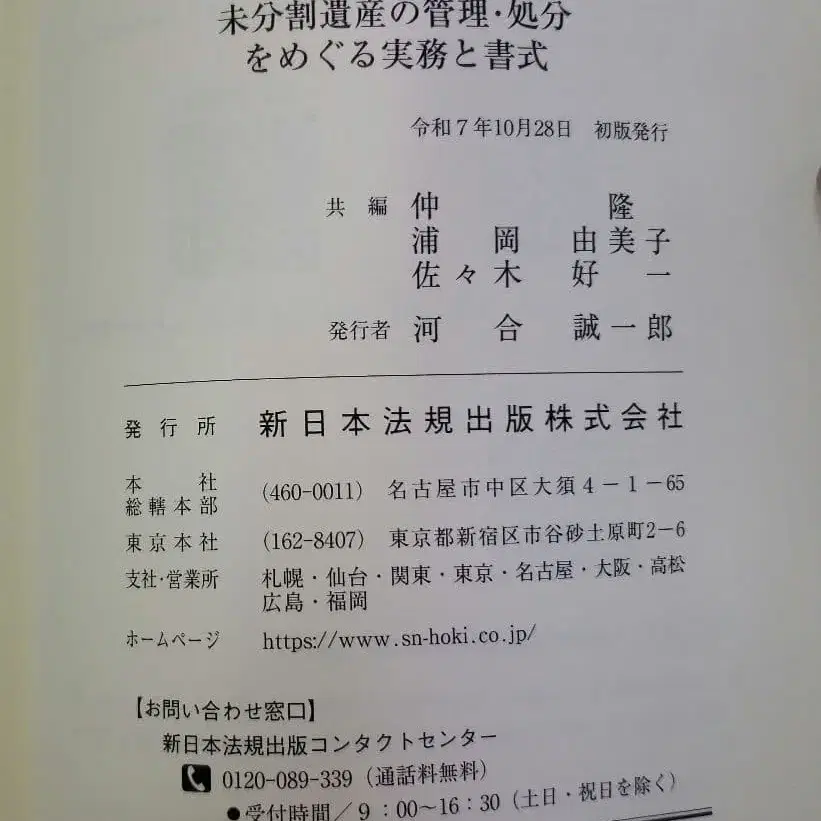 未分割遺産の管理・処分
をめぐる実務と書式
令和7年10月28日 初版発行
共編 仲 隆
浦岡 由美子
佐々木 好一
発行者 河合 誠一郎
発行所 新日本法規出版株式会社
本社
総轄本部 (460-0011) 名古屋市中区大須4-1-65
東京本社 (162-8407) 東京都新宿区市谷砂土原町2-6
支社・営業所 札幌・仙台・関東・東京・名古屋・大阪・高松
広島・福岡
ホームページ https://www.sn-hoki.co.jp/
【お問い合わせ窓口】
新日本法規出版コンタクトセンター
0120-089-339(通話料無料)
●受付時間/9:00~16:30(土日・祝日を除く)